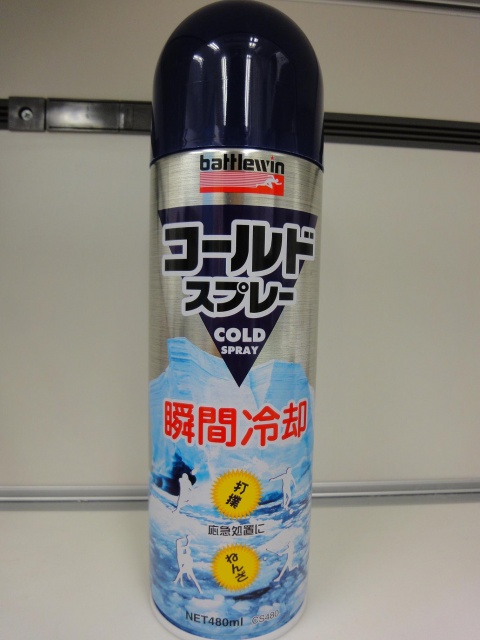 battlewin
コールド
スプレー
COLD
SPRAY
瞬間冷却
打撲
応急処置に
ねんざ
NET480ml CS480